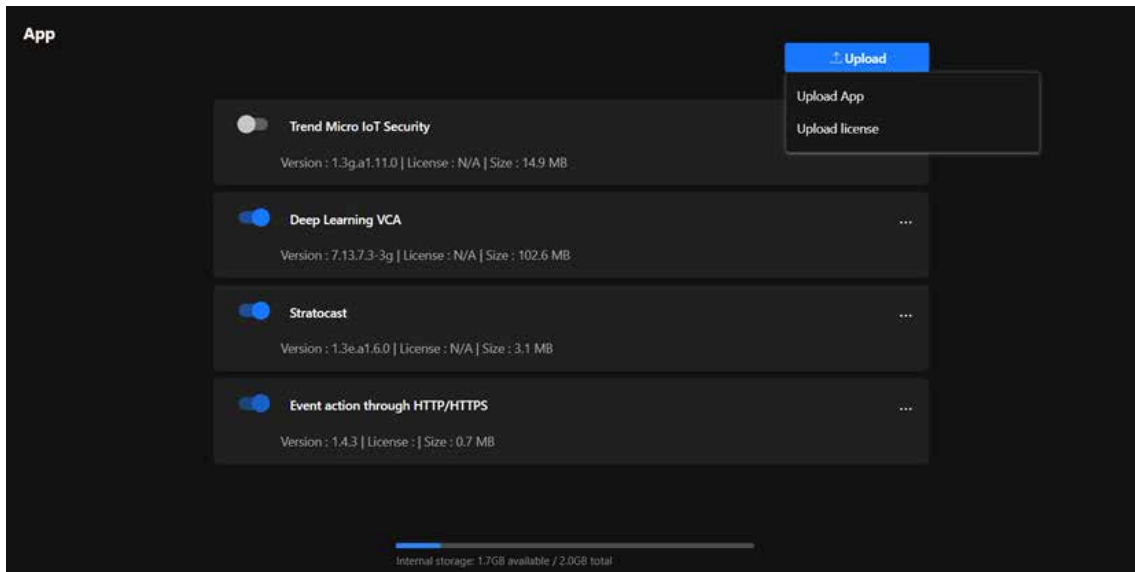 App
Upload
Upload App
Upload license
Trend Micro IoT Security
Version : 1.3g.a1.11.0 | License : N/A | Size : 14.9 MB
Deep Learning VCA
...
Version : 7.13.7.3-3g | License : N/A | Size : 102.6 MB
Stratocast
...
Version : 1.3e.a1.6.0 | License : N/A | Size : 3.1 MB
Event action through HTTP/HTTPS
...
Version : 1.4.3 | License : | Size : 0.7 MB
Internal storage: 1.7GB available / 2.0GB total